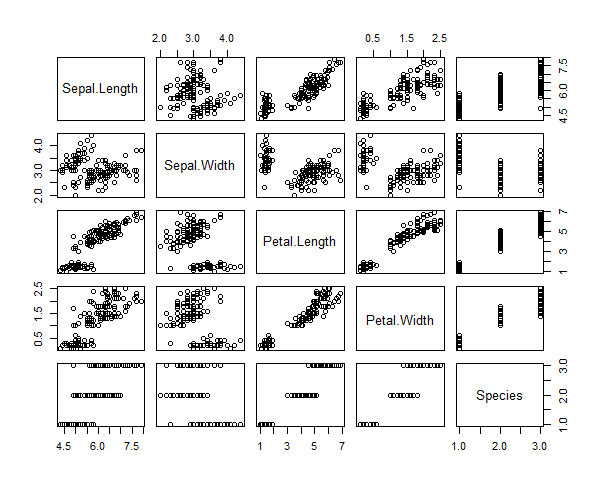 2.0 3.0 4.0 0.5 1.5 2.5
Sepal.Length
4.5 6.0 7.5
2.0 3.0 4.0
Sepal.Width
Petal.Length
1 3 5 7
0.5 1.5 2.5
Petal.Width
Species
1.0 2.0 3.0
4.5 6.0 7.5 1 3 5 7 1.0 2.0 3.0